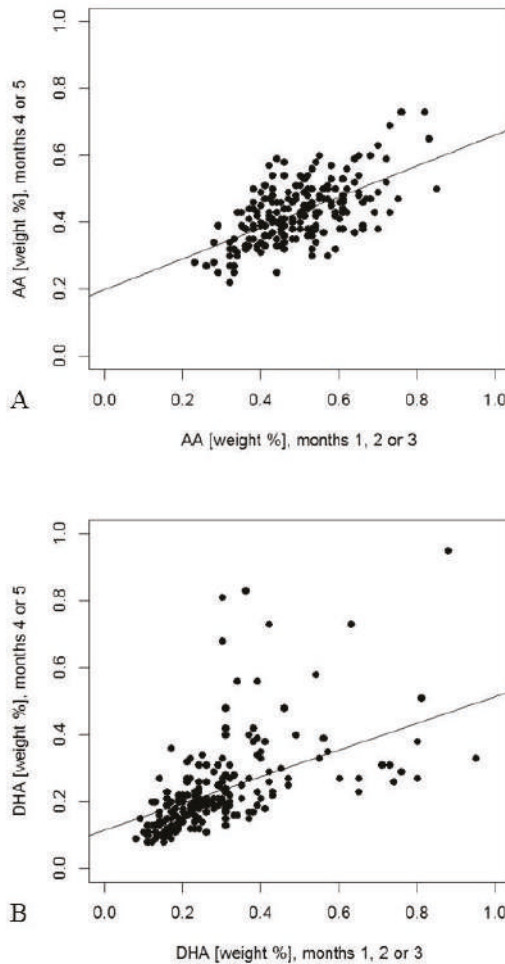 AA [weight %], months 4 or 5
1.0
0.8
0.6
0.4
0.2
0.0
0.0 0.2 0.4 0.6 0.8 1.0
A
AA [weight %], months 1, 2 or 3
DHA [weight %], months 4 or 5
1.0
0.8
0.6
0.4
0.2
0.0
0.0 0.2 0.4 0.6 0.8 1.0
B
DHA [weight %], months 1, 2 or 3